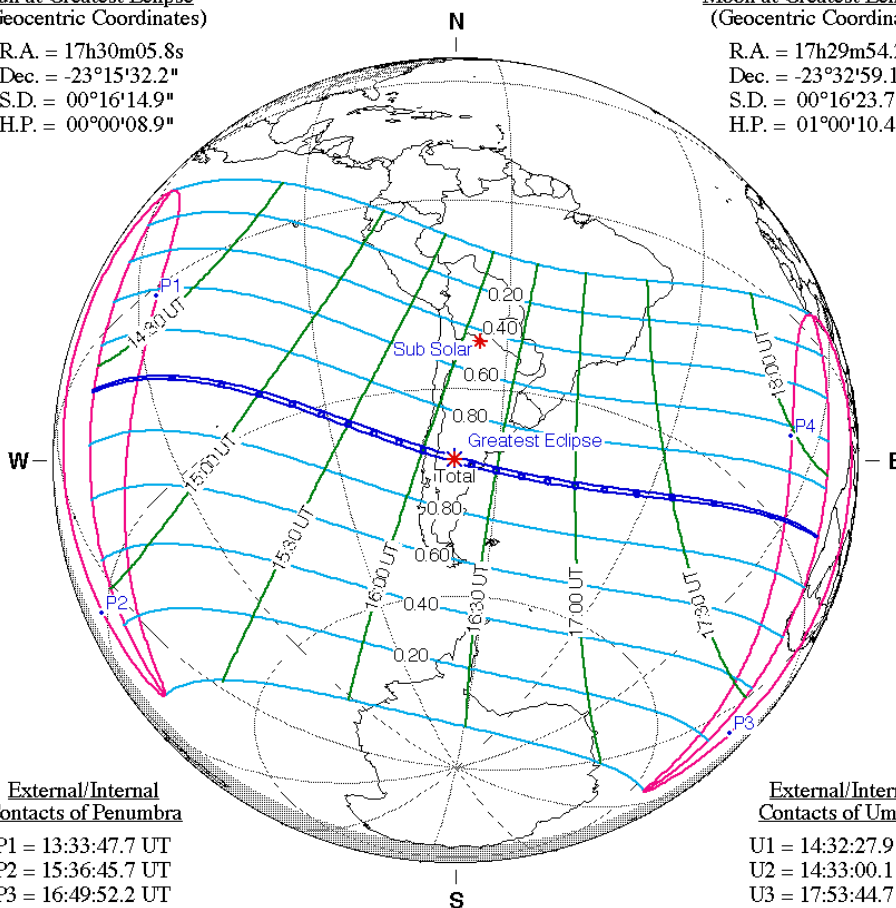 (Geocentric Coordinates)
R.A. = 17h30m05.8s
Dec. = -23°15'32.2"
S.D. = 00°16'14.9"
H.P. = 00°00'08.9"
N
(Geocentric
R.A. = 17h29m54.
Dec. = -23°32'59.1
S.D. = 00°16'23.7
H.P. = 01°00'10.4
P1
14:30 UT
0.20
0.40
Sub Solar
0.60
18:00 UT
0.80
P4
Greatest Eclipse
W
E
Total
15:00 UT
0.80
15:30 UT
0.60
16:00 UT
16:30 UT
17:00 UT
17:30 UT
P2
0.40
0.20
P3
External/Internal
Contacts of Penumbra
P1 = 13:33:47.7 UT
P2 = 15:36:45.7 UT
P3 = 16:49:52.2 UT
S
Contacts of
U1 = 14:32:27.9
U2 = 14:33:00.1
U3 = 17:53:44.7